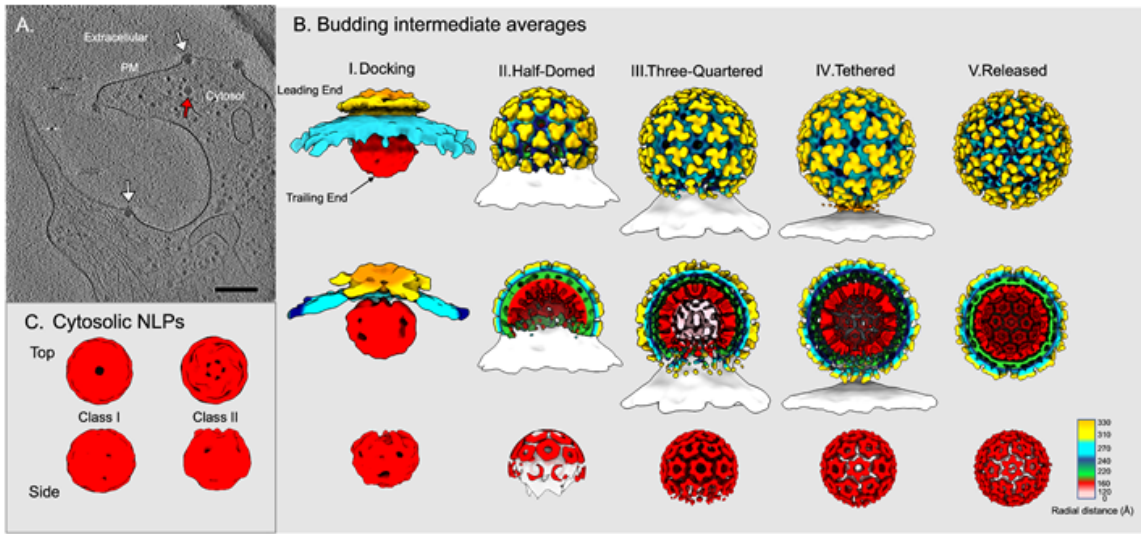 A.
Extracellular
PM
Cytosol
B. Budding intermediate averages
I.Docking
II.Half-Domed
III.Three-Quartered
IV.Tethered
V.Released
Leading End
Trailing End
C. Cytosolic NLPs
Top
Class I
Class II
Side
330
310
270
240
220
160
120
0
Radial distance (Å)